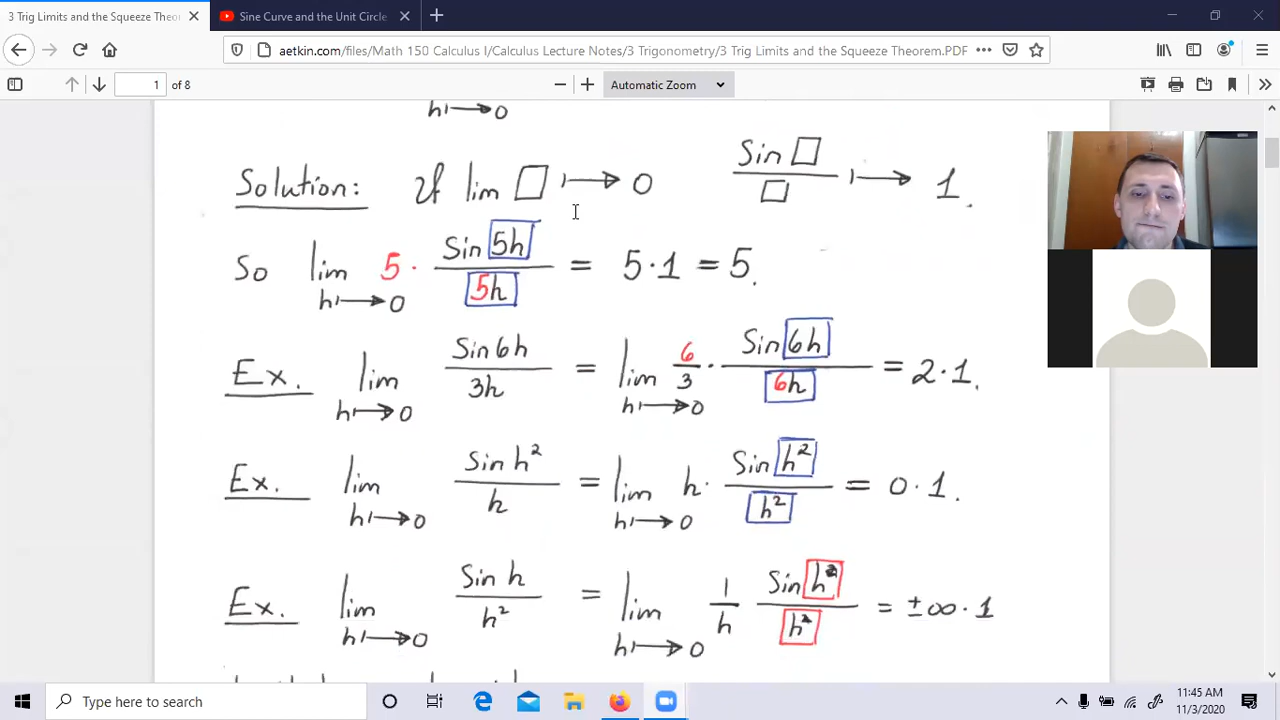 3 Trig Limits and the Squeeze Theor
Sine Curve and the Unit Circle
aetkin.com/files/Math 150 Calculus I/Calculus Lecture Notes/3 Trigonometry/3 Trig Limits and the Squeeze Theorem.PDF
1 of 8
Automatic Zoom
h↦0
Solution: If lim □ ↦ 0 Sin □ / □ ↦ 1.
So lim h↦0 5 · Sin 5h / 5h = 5·1 = 5.
Ex. lim h↦0 Sin 6h / 3h = lim h↦0 6/3 · Sin 6h / 6h = 2·1.
Ex. lim h↦0 Sin h² / h = lim h↦0 h · Sin h² / h² = 0·1.
Ex. lim h↦0 Sin h / h² = lim h↦0 1/h Sin h² / h² = ±∞·1
Type here to search
11:45 AM
11/3/2020